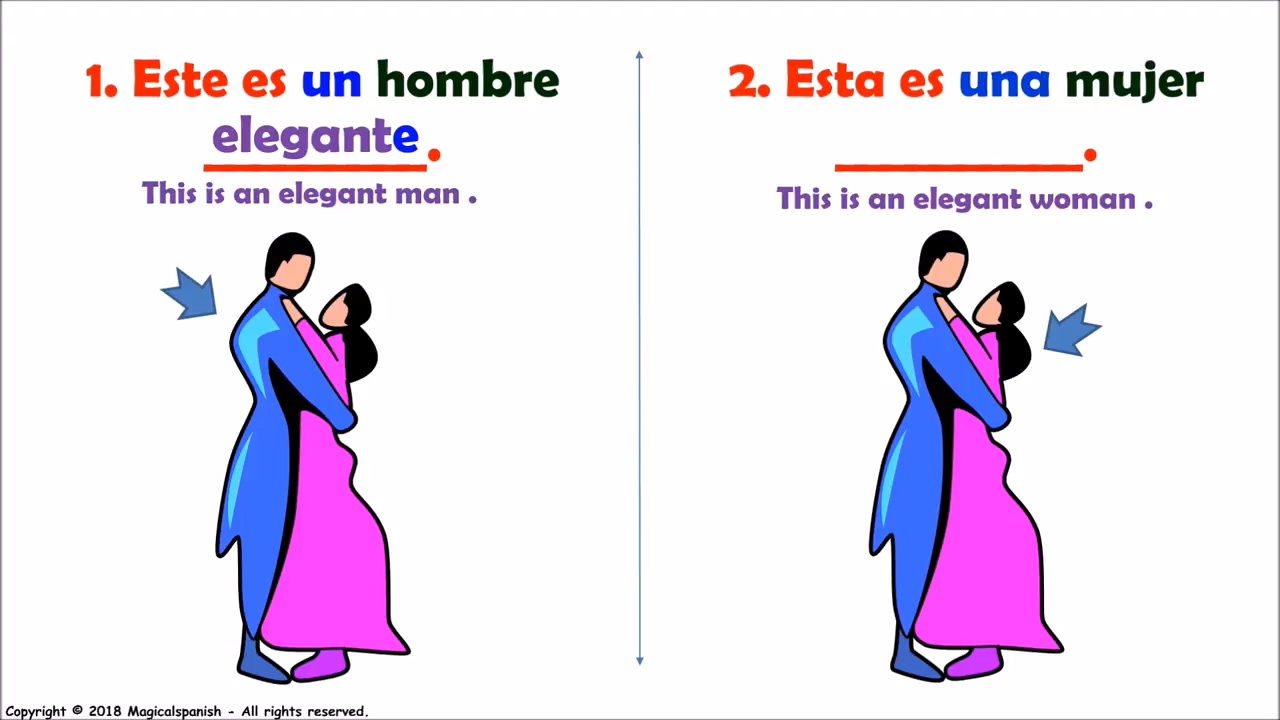 1. Este es un hombre
elegante.
This is an elegant man .
2. Esta es una mujer
____________.
This is an elegant woman .
Copyright © 2018 Magicalspanish - All rights reserved.